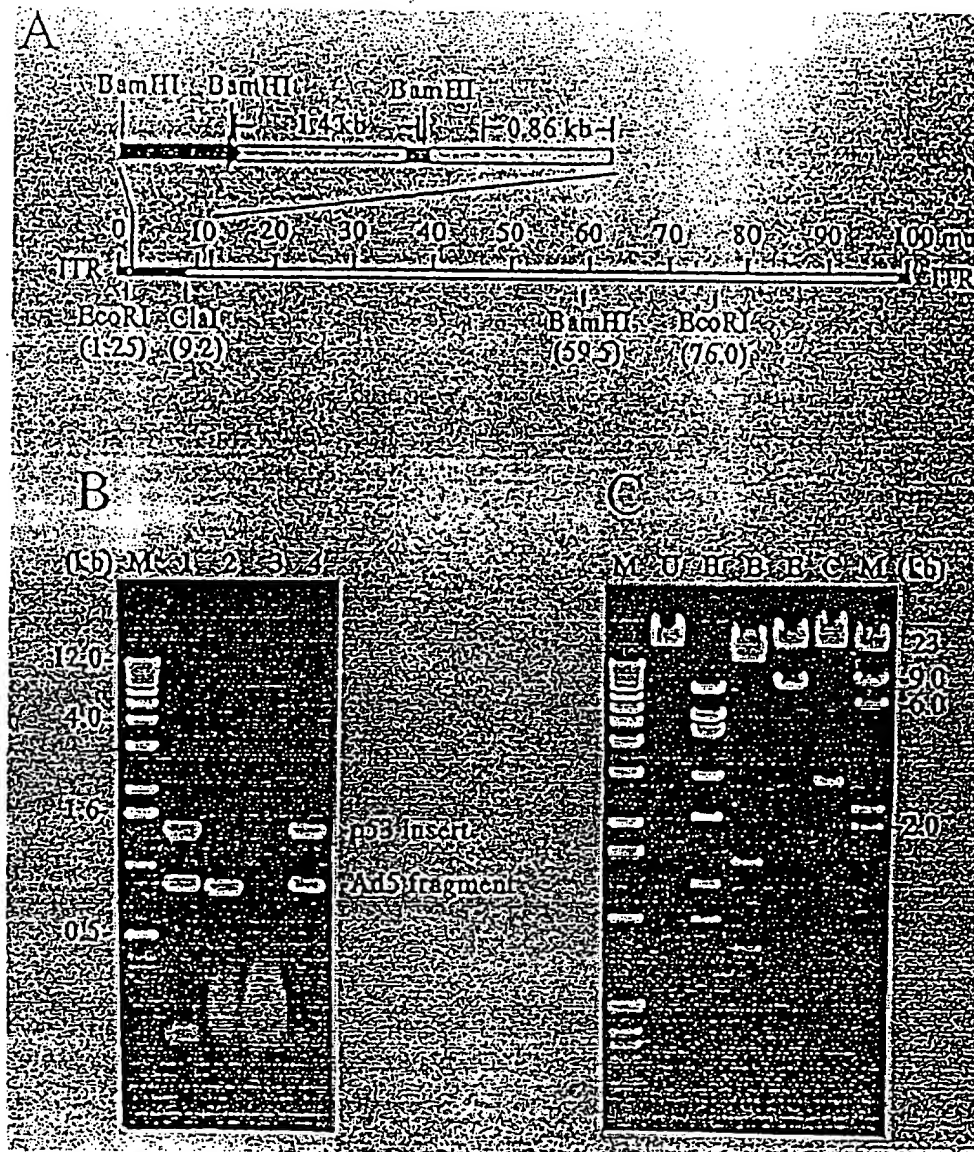 A
BamHI BamHI BamHI
1.4 kb 0.86 kb
0 10 20 30 40 50 60 70 80 90 100 mu
ITR ITR
EcoRI ClaI BamHI EcoRI
(1.25) (9.2) (59.5) (76.0)
B
(kb) M 1 2 3 4
12.0
4.0
1.6
0.5
p53 insert
Ad5 fragment
C
M U H B E C M (kb)
23
9.0
6.0
2.0